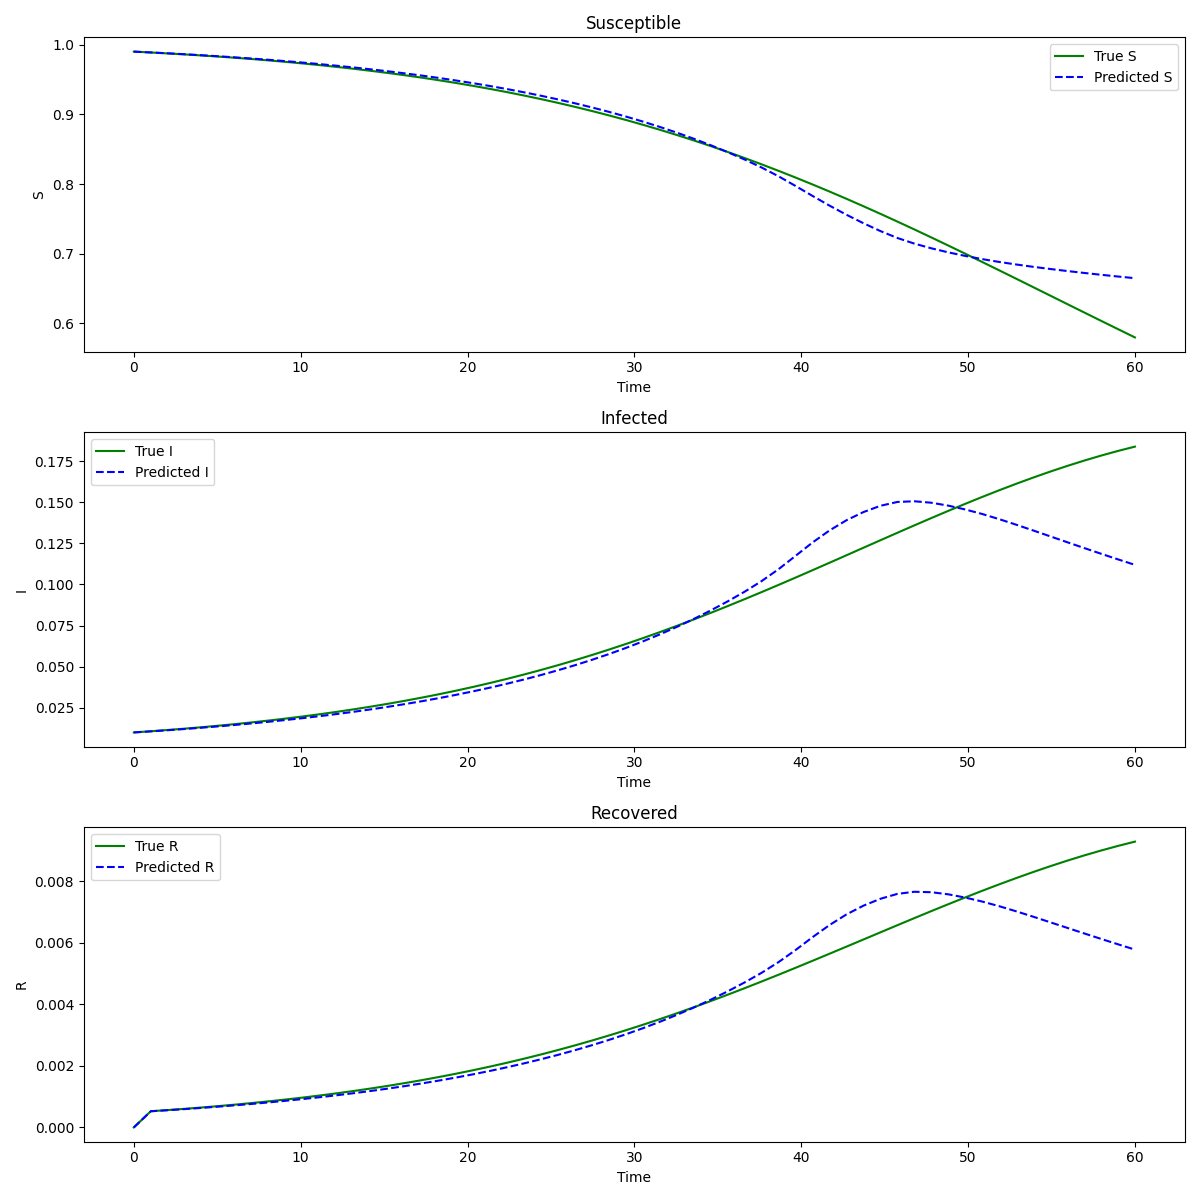 Susceptible
True S
Predicted S
1.0
0.9
0.8
0.7
0.6
S
0 10 20 30 40 50 60
Time
Infected
True I
Predicted I
0.175
0.150
0.125
0.100
0.075
0.050
0.025
I
0 10 20 30 40 50 60
Time
Recovered
True R
Predicted R
0.008
0.006
0.004
0.002
0.000
R
0 10 20 30 40 50 60
Time